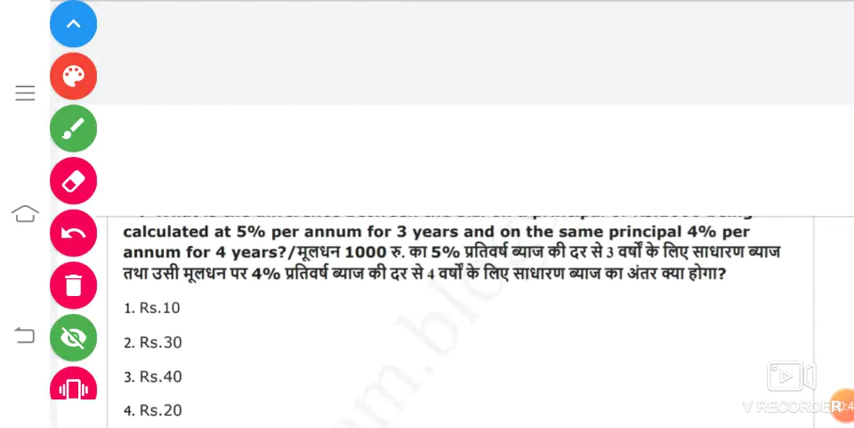 calculated at 5% per annum for 3 years and on the same principal 4% per
annum for 4 years?/मूलधन 1000 रु. का 5% प्रतिवर्ष ब्याज की दर से 3 वर्षों के लिए साधारण ब्याज
तथा उसी मूलधन पर 4% प्रतिवर्ष ब्याज की दर से 4 वर्षों के लिए साधारण ब्याज का अंतर क्या होगा?
1. Rs.10
2. Rs.30
3. Rs.40
4. Rs.20
V RECORDER